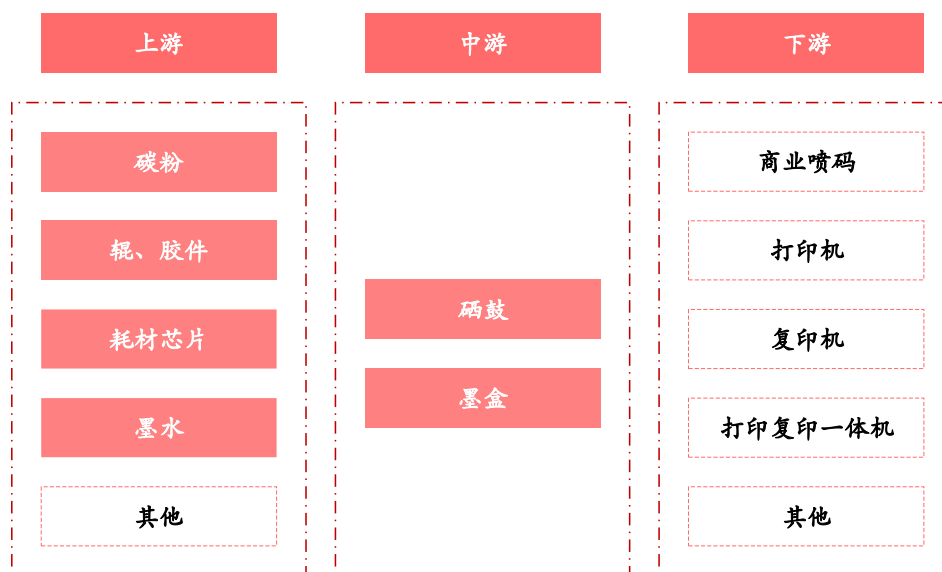 上游
中游
下游
碳粉
辊、胶件
耗材芯片
墨水
其他
硒鼓
墨盒
商业喷码
打印机
复印机
打印复印一体机
其他